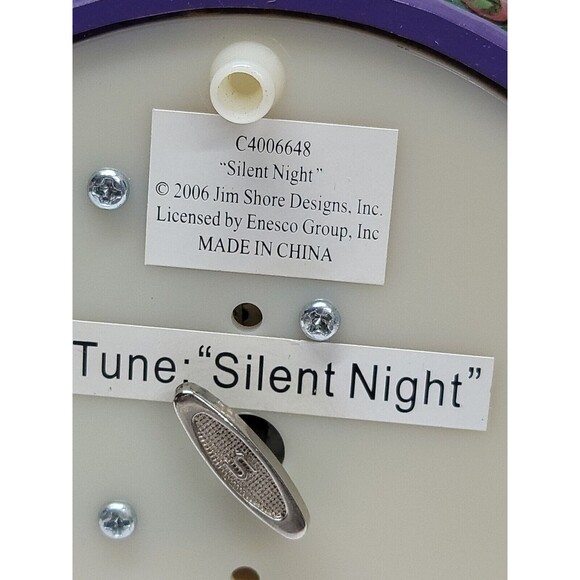 C4006648
“Silent Night”
© 2006 Jim Shore Designs, Inc.
Licensed by Enesco Group, Inc
MADE IN CHINA
Tune: “Silent Night”